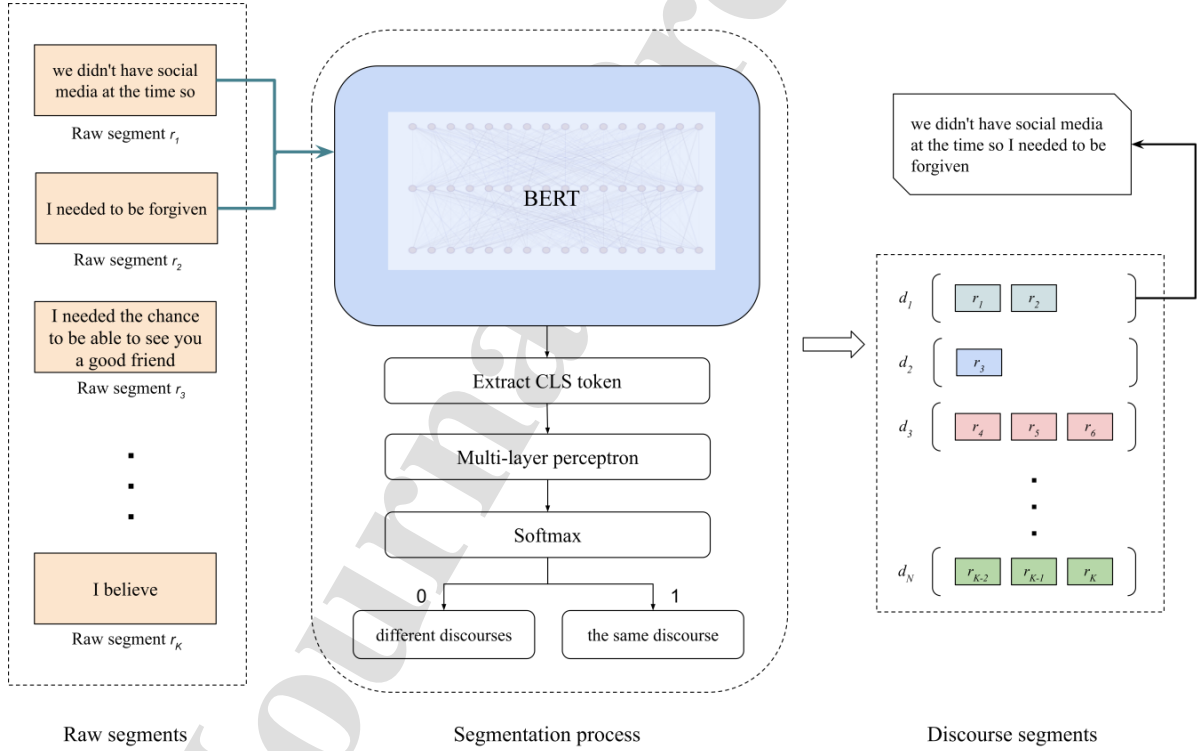 we didn't have social
media at the time so
Raw segment r1
I needed to be forgiven
Raw segment r2
I needed the chance
to be able to see you
a good friend
Raw segment r3
I believe
Raw segment rK
Raw segments
BERT
Extract CLS token
Multi-layer perceptron
Softmax
0
1
different discourses
the same discourse
Segmentation process
we didn't have social media
at the time so I needed to be
forgiven
d1 r1 r2
d2 r3
d3 r4 r5 r6
dN rK-2 rK-1 rK
Discourse segments
Journal